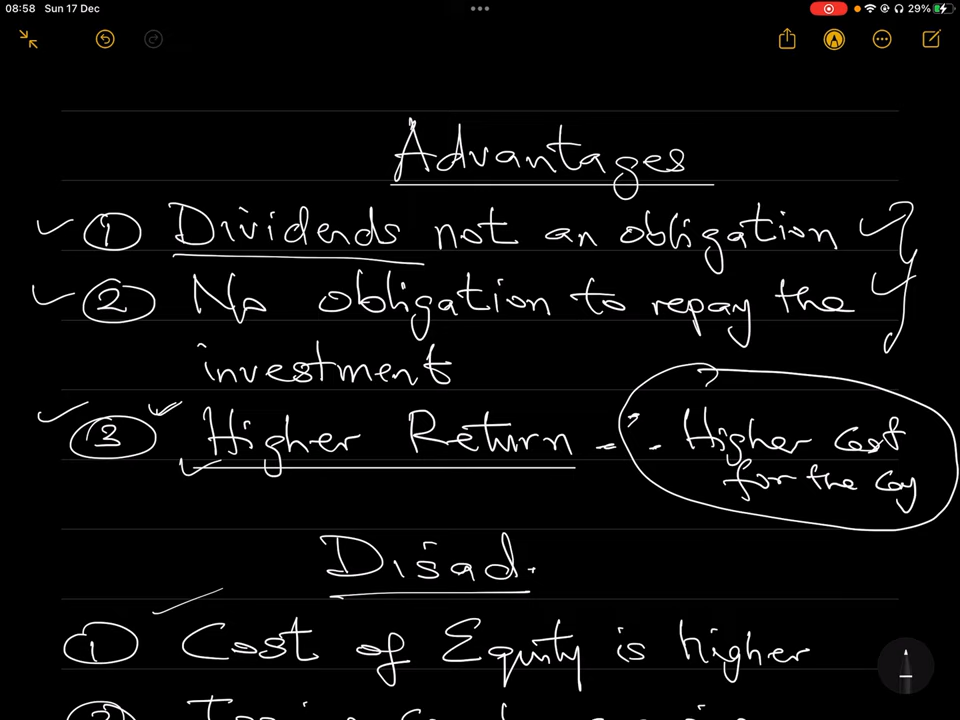 08:58 Sun 17 Dec
29%
Advantages
1 Dividends not an obligation
2 No obligation to repay the
investment
3 Higher Return - - Higher Cost
for the Coy
Disad.
1 Cost of Equity is higher